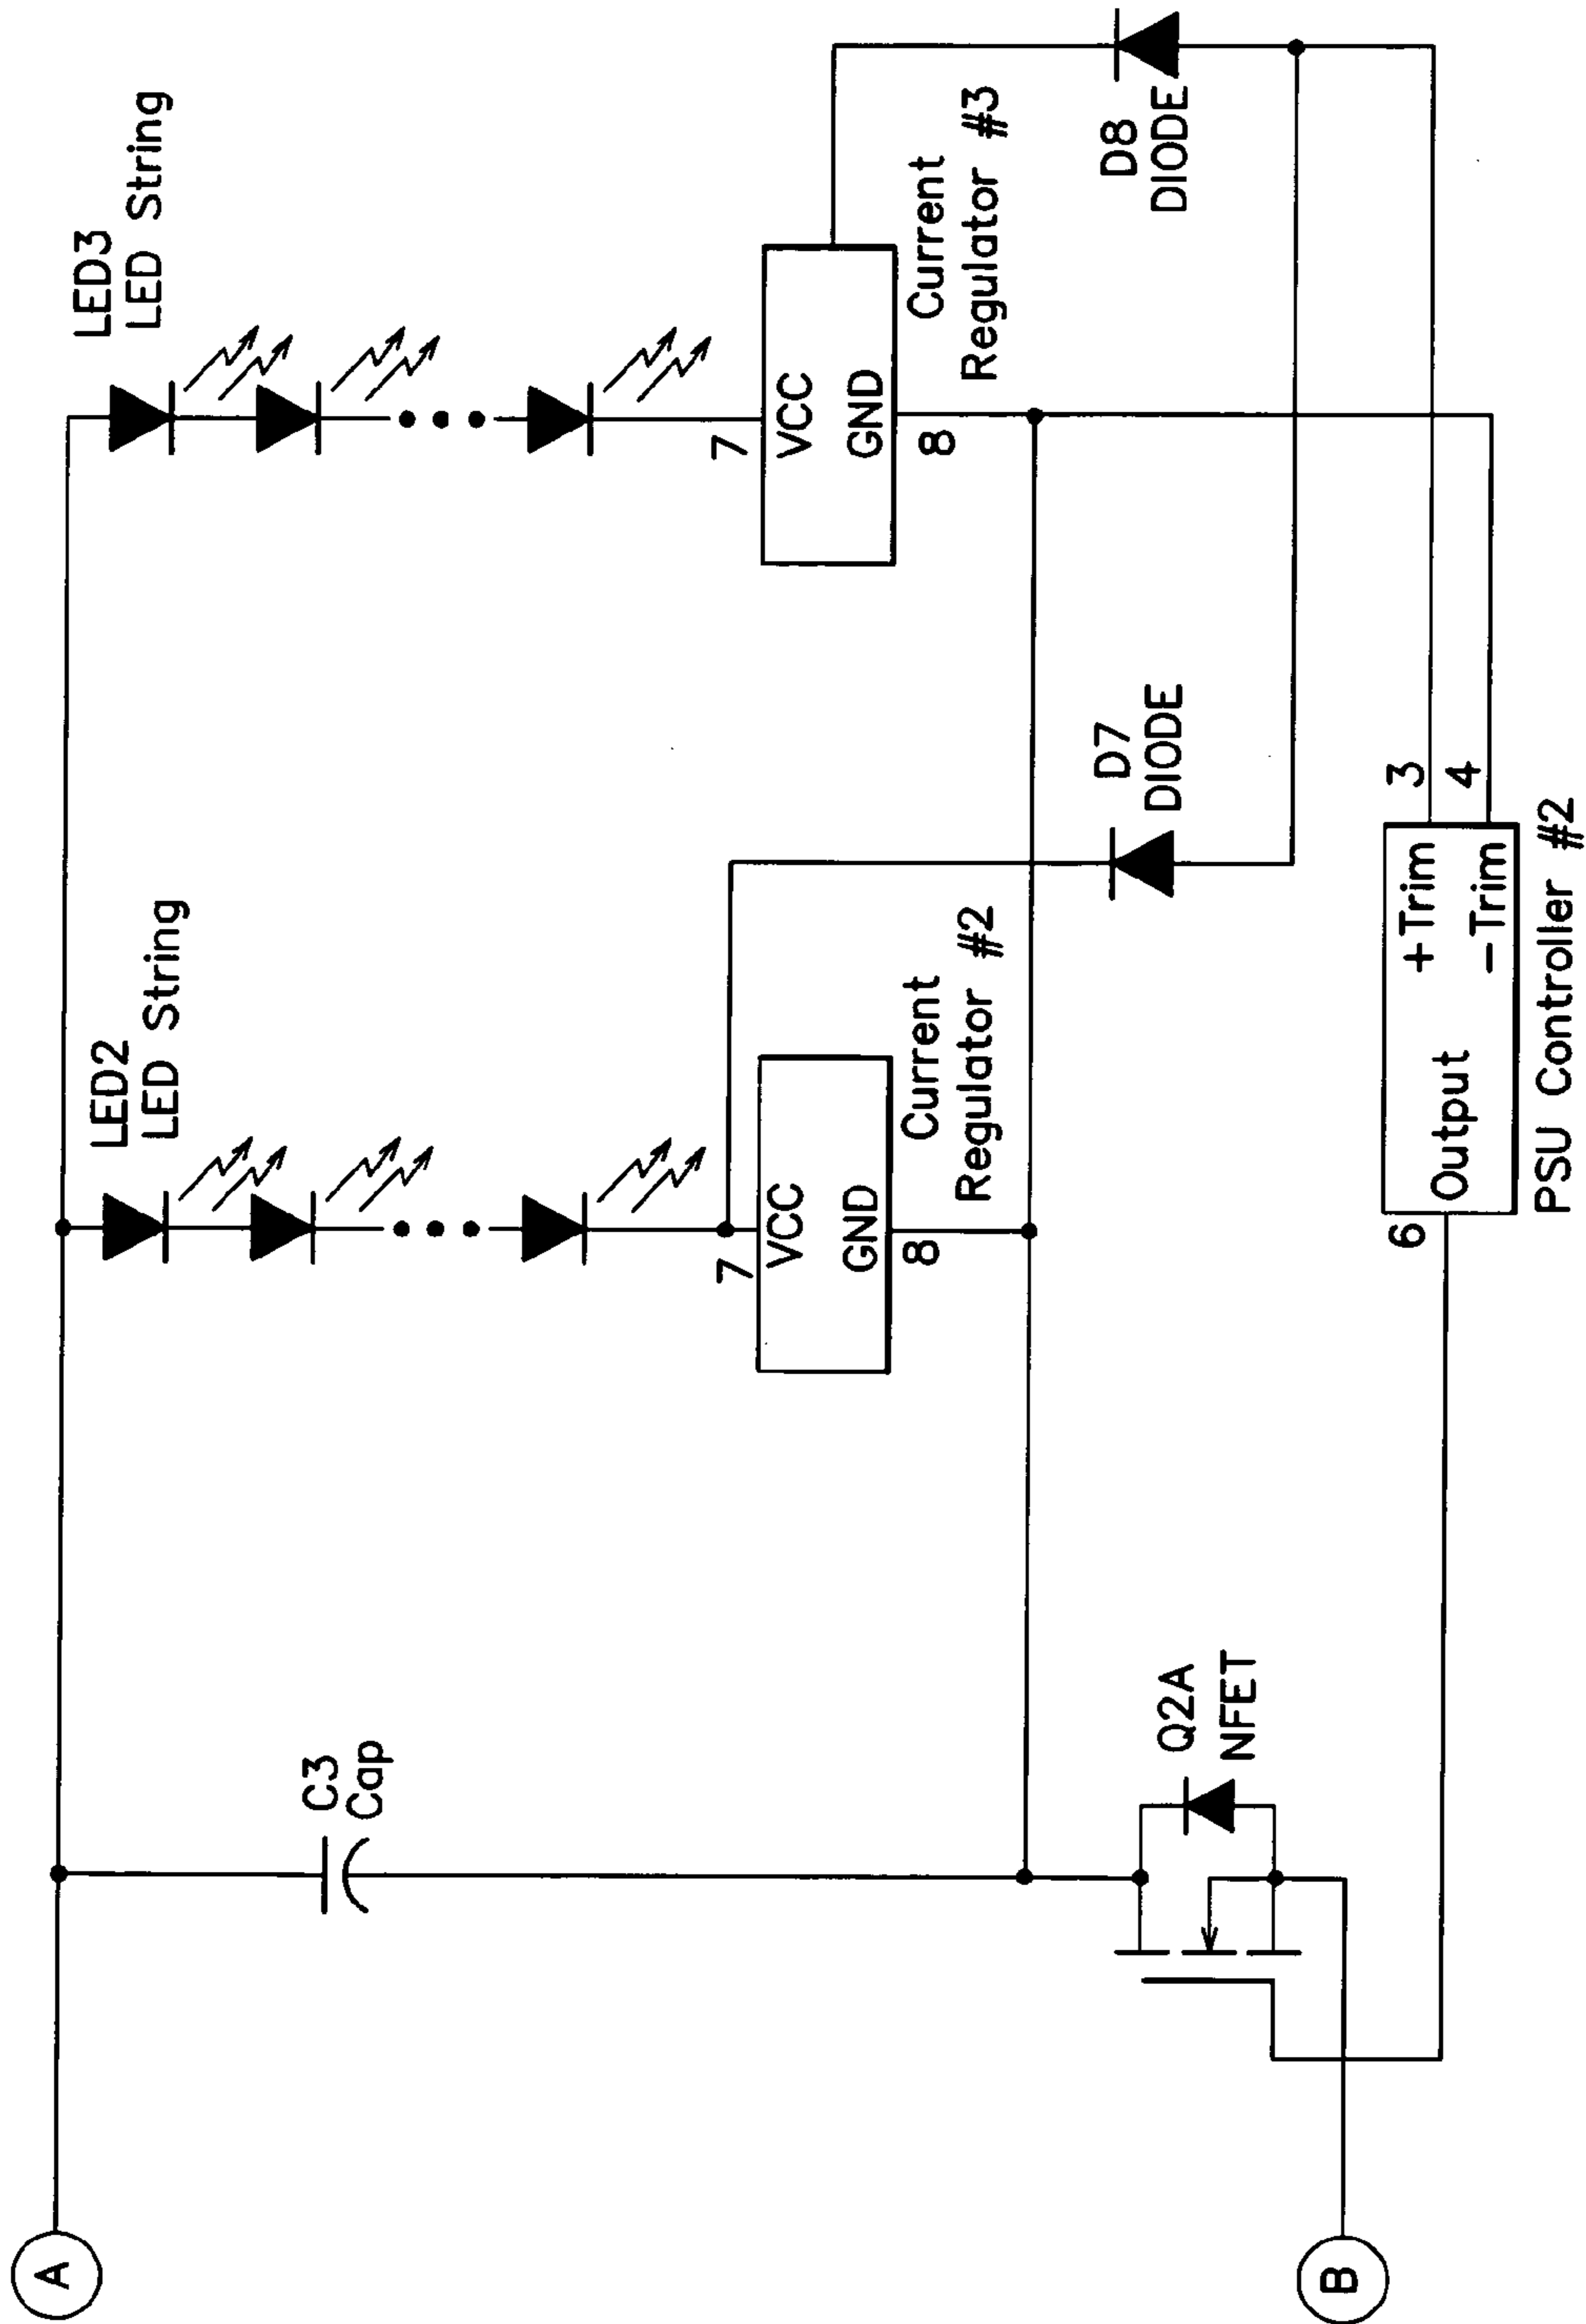 LED3
LED String
LED2
LED String
C3
Cap
7
VCC
GND
8
Current
Regulator #3
7
VCC
GND
8
Current
Regulator #2
D8
DIODE
D7
DIODE
Q2A
NFET
3
4
+Trim
-Trim
Output
6
PSU Controller #2
A
B